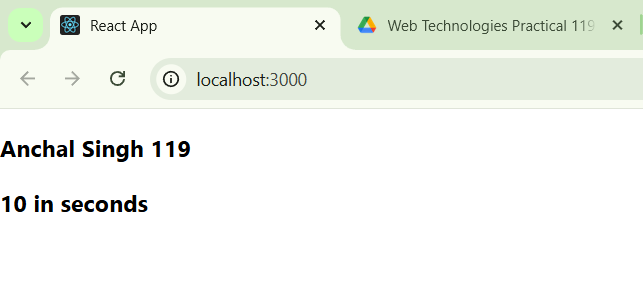 React App
Web Technologies Practical 119
localhost:3000
Anchal Singh 119
10 in seconds